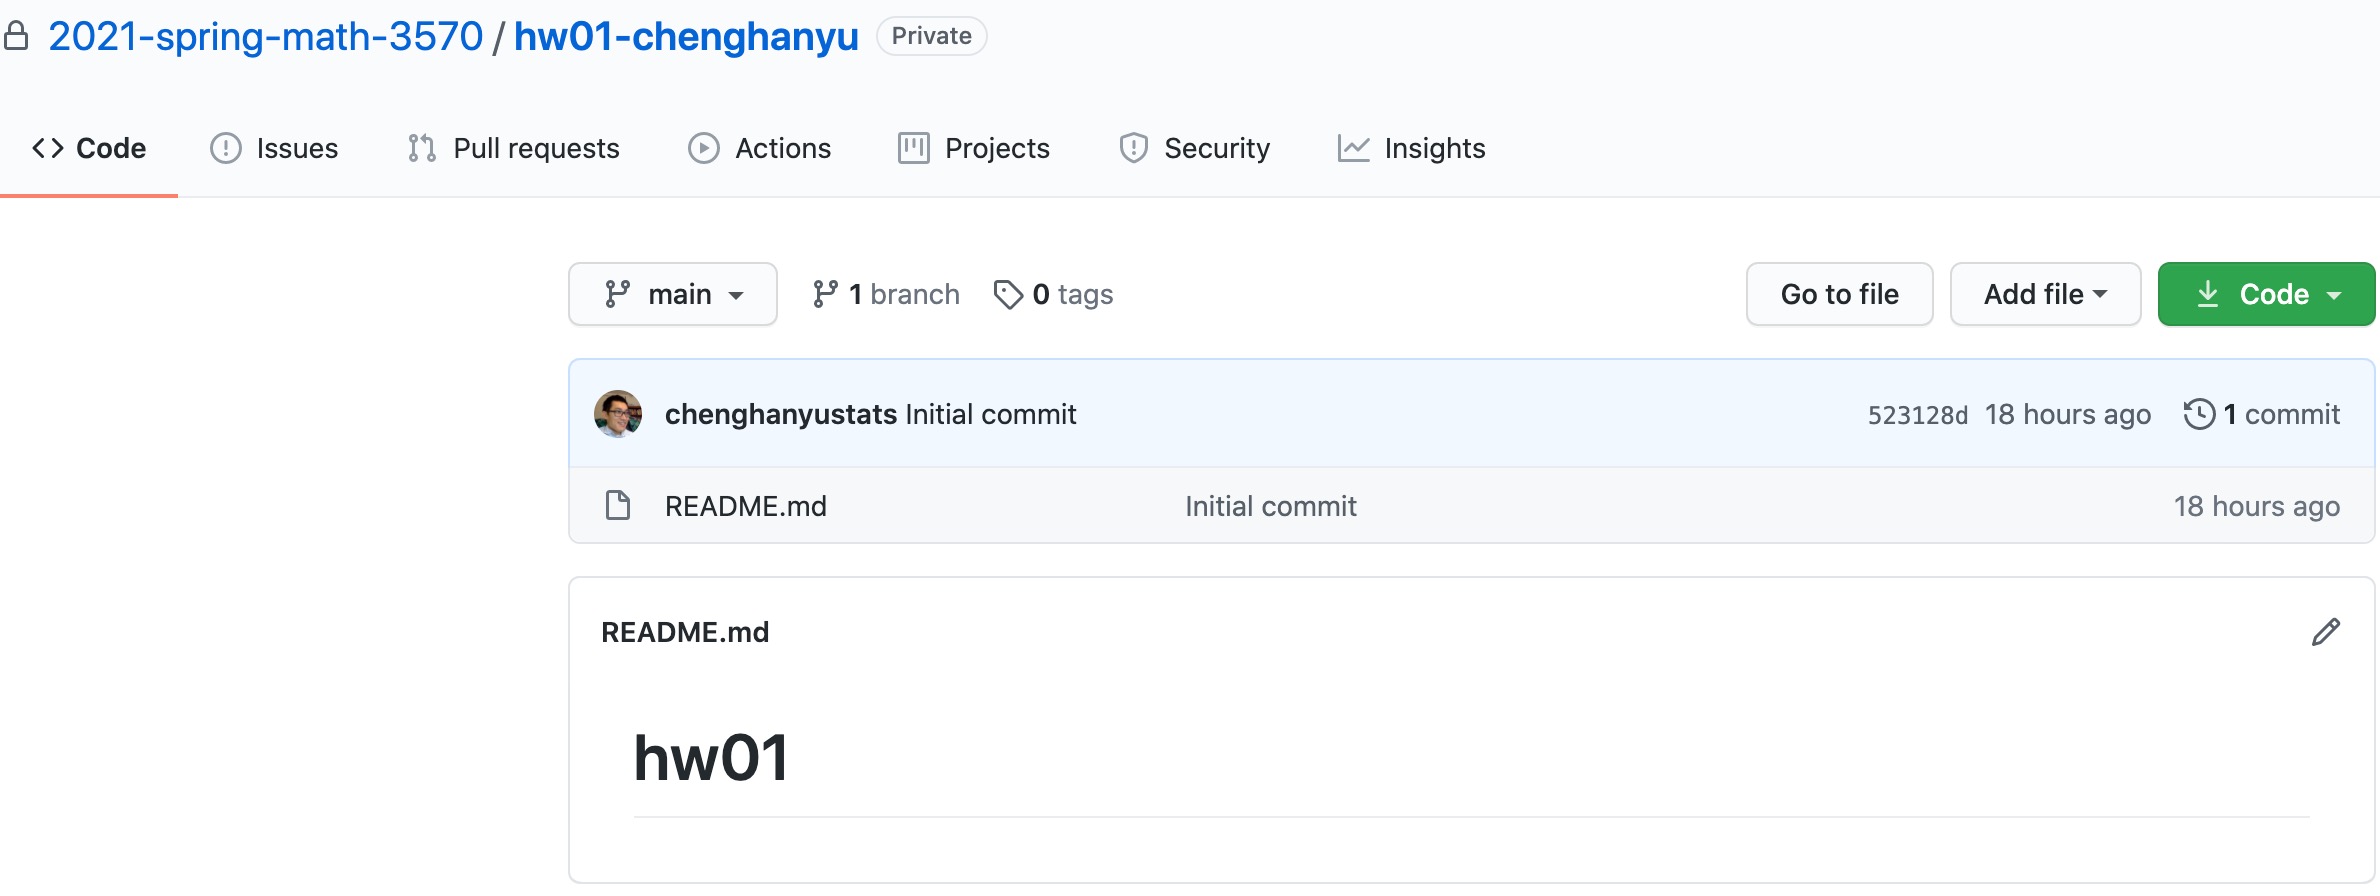 2021-spring-math-3570 / hw01-chenghanyu Private
Code Issues Pull requests Actions Projects Security Insights
main 1 branch 0 tags Go to file Add file Code
chenghanyustats Initial commit 523128d 18 hours ago 1 commit
README.md Initial commit 18 hours ago
README.md
hw01